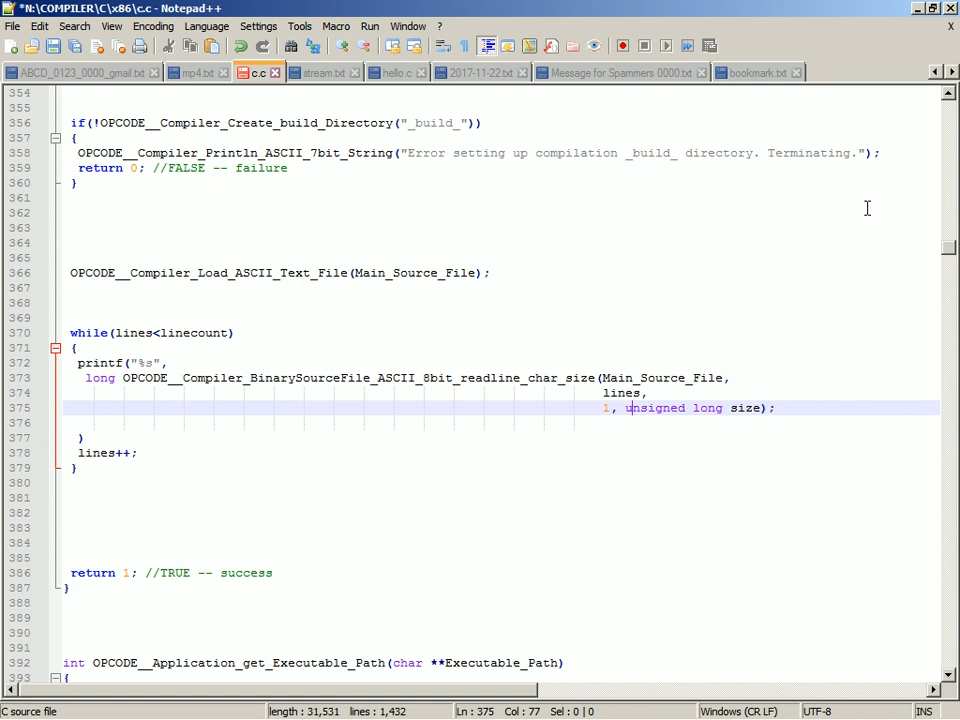 *N:\COMPILER\C\x86\c.c - Notepad++
File Edit Search View Encoding Language Settings Tools Macro Run Window ? X
ABCD_0123_0000_gmail.txt mp4.txt c.c stream.txt hello.c 2017-11-22.txt Message for Spammers 0000.txt bookmark.txt
354
355
356 if(!OPCODE__Compiler_Create_build_Directory("_build_"))
357 {
358 OPCODE__Compiler_Println_ASCII_7bit_String("Error setting up compilation _build_ directory. Terminating.");
359 return 0; //FALSE -- failure
360 }
361
362
363
364
365
366 OPCODE__Compiler_Load_ASCII_Text_File(Main_Source_File);
367
368
369
370 while(lines<linecount)
371 {
372 printf("%s",
373 long OPCODE__Compiler_BinarySourceFile_ASCII_8bit_readline_char_size(Main_Source_File,
374 lines,
375 1, unsigned long size);
376
377 )
378 lines++;
379 }
380
381
382
383
384
385
386 return 1; //TRUE -- success
387 }
388
389
390
391
392 int OPCODE__Application_get_Executable_Path(char **Executable_Path)
393 {
C source file length : 31,531 lines : 1,432 Ln : 375 Col : 77 Sel : 0 | 0 Windows (CR LF) UTF-8 INS